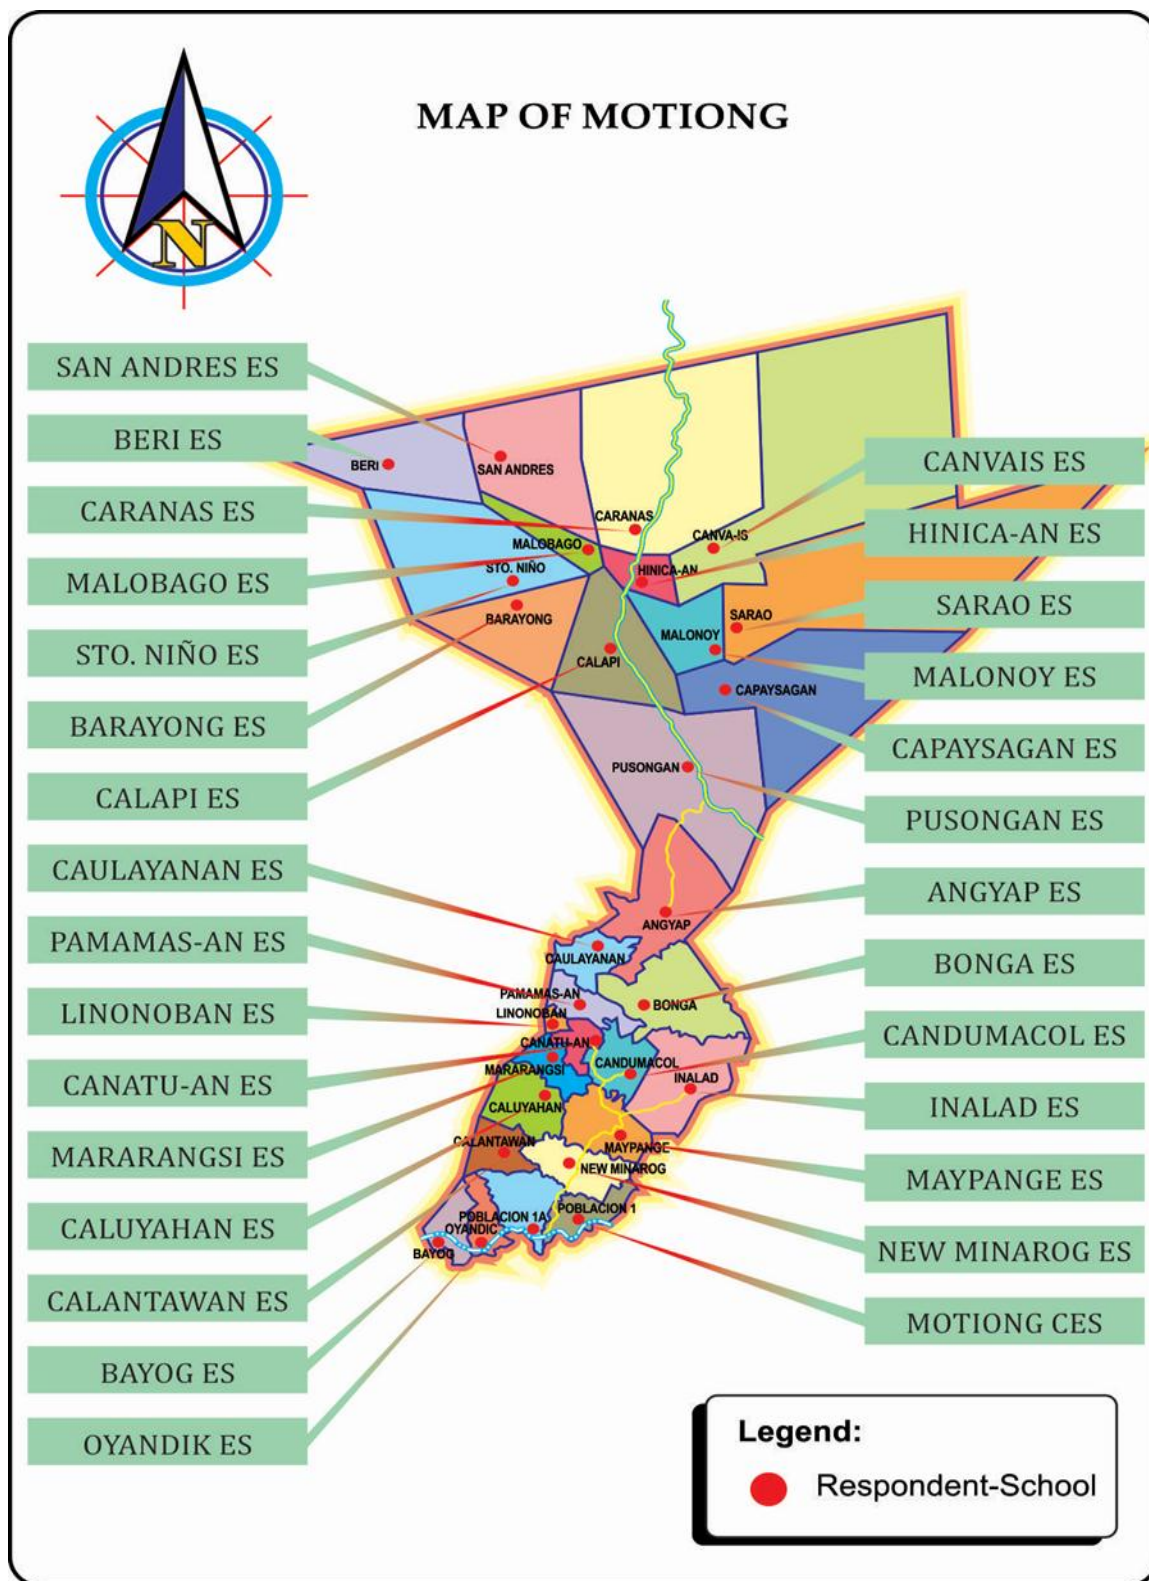 MAP OF MOTIONG
N
SAN ANDRES ES
BERI ES
CARANAS ES
MALOBAGO ES
STO. NIÑO ES
BARAYONG ES
CALAPI ES
CAULAYANAN ES
PAMAMAS-AN ES
LINONOBAN ES
CANATU-AN ES
MARARANGSI ES
CALUYAHAN ES
CALANTAWAN ES
BAYOG ES
OYANDIK ES
BERI
SAN ANDRES
CARANAS
CANVA-IS
MALOBAGO
HINICA-AN
STO. NIÑO
BARAYONG
SARAO
MALONOY
CALAPI
CAPAYSAGAN
PUSONGAN
ANGYAP
CAULAYANAN
PAMAMAS-AN
BONGA
LINONOBAN
CANATU-AN
CANDUMACOL
MARARANGSI
INALAD
CALUYAHAN
CALANTAWAN
MAYPANGE
NEW MINAROG
POBLACION 1A
POBLACION 1
OYANDIC
BAYOG
CANVAIS ES
HINICA-AN ES
SARAO ES
MALONOY ES
CAPAYSAGAN ES
PUSONGAN ES
ANGYAP ES
BONGA ES
CANDUMACOL ES
INALAD ES
MAYPANGE ES
NEW MINAROG ES
MOTIONG CES
Legend:
Respondent-School